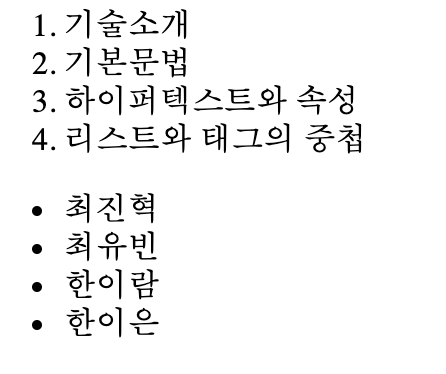 1. 기술소개
2. 기본문법
3. 하이퍼텍스트와 속성
4. 리스트와 태그의 중첩
• 최진혁
• 최유빈
• 한이람
• 한이은